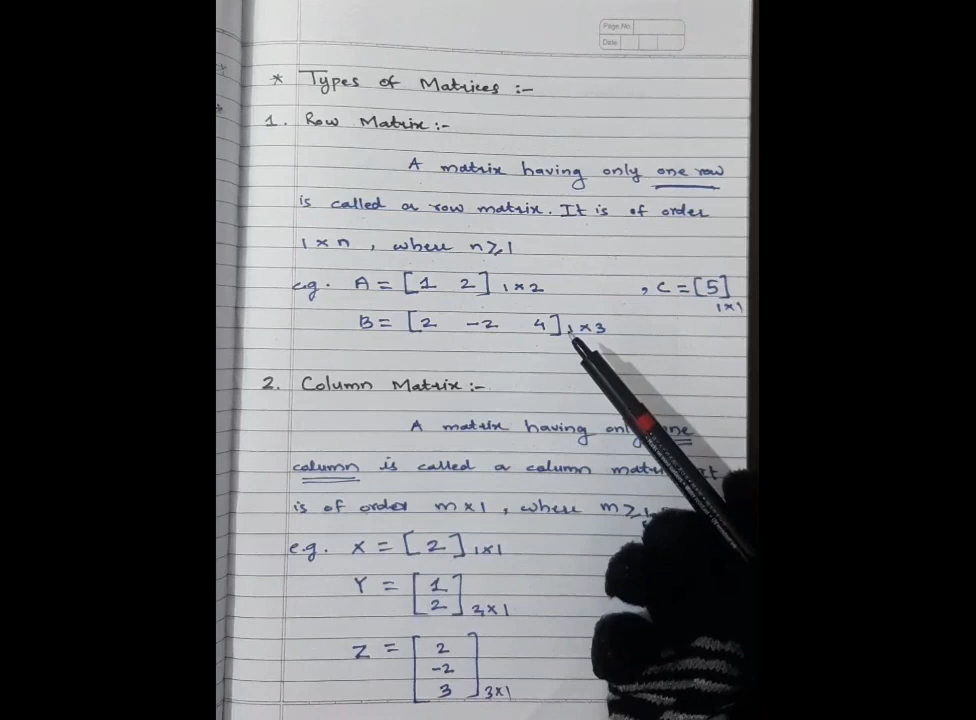 Page No.
Date
* Types of Matrices :-
1. Row Matrix :-
A matrix having only one row
is called a row matrix. It is of order
1 × n , where n ⩾ 1
e.g. A = [1 2] 1×2 , C = [5] 1×1
B = [2 -2 4] 1×3
2. Column Matrix :-
A matrix having only one
column is called a column
is of order m×1 , where m ⩾ 1
e.g. X = [2] 1×1
Y = [1
2] 2×1
Z = [2
-2
3] 3×1